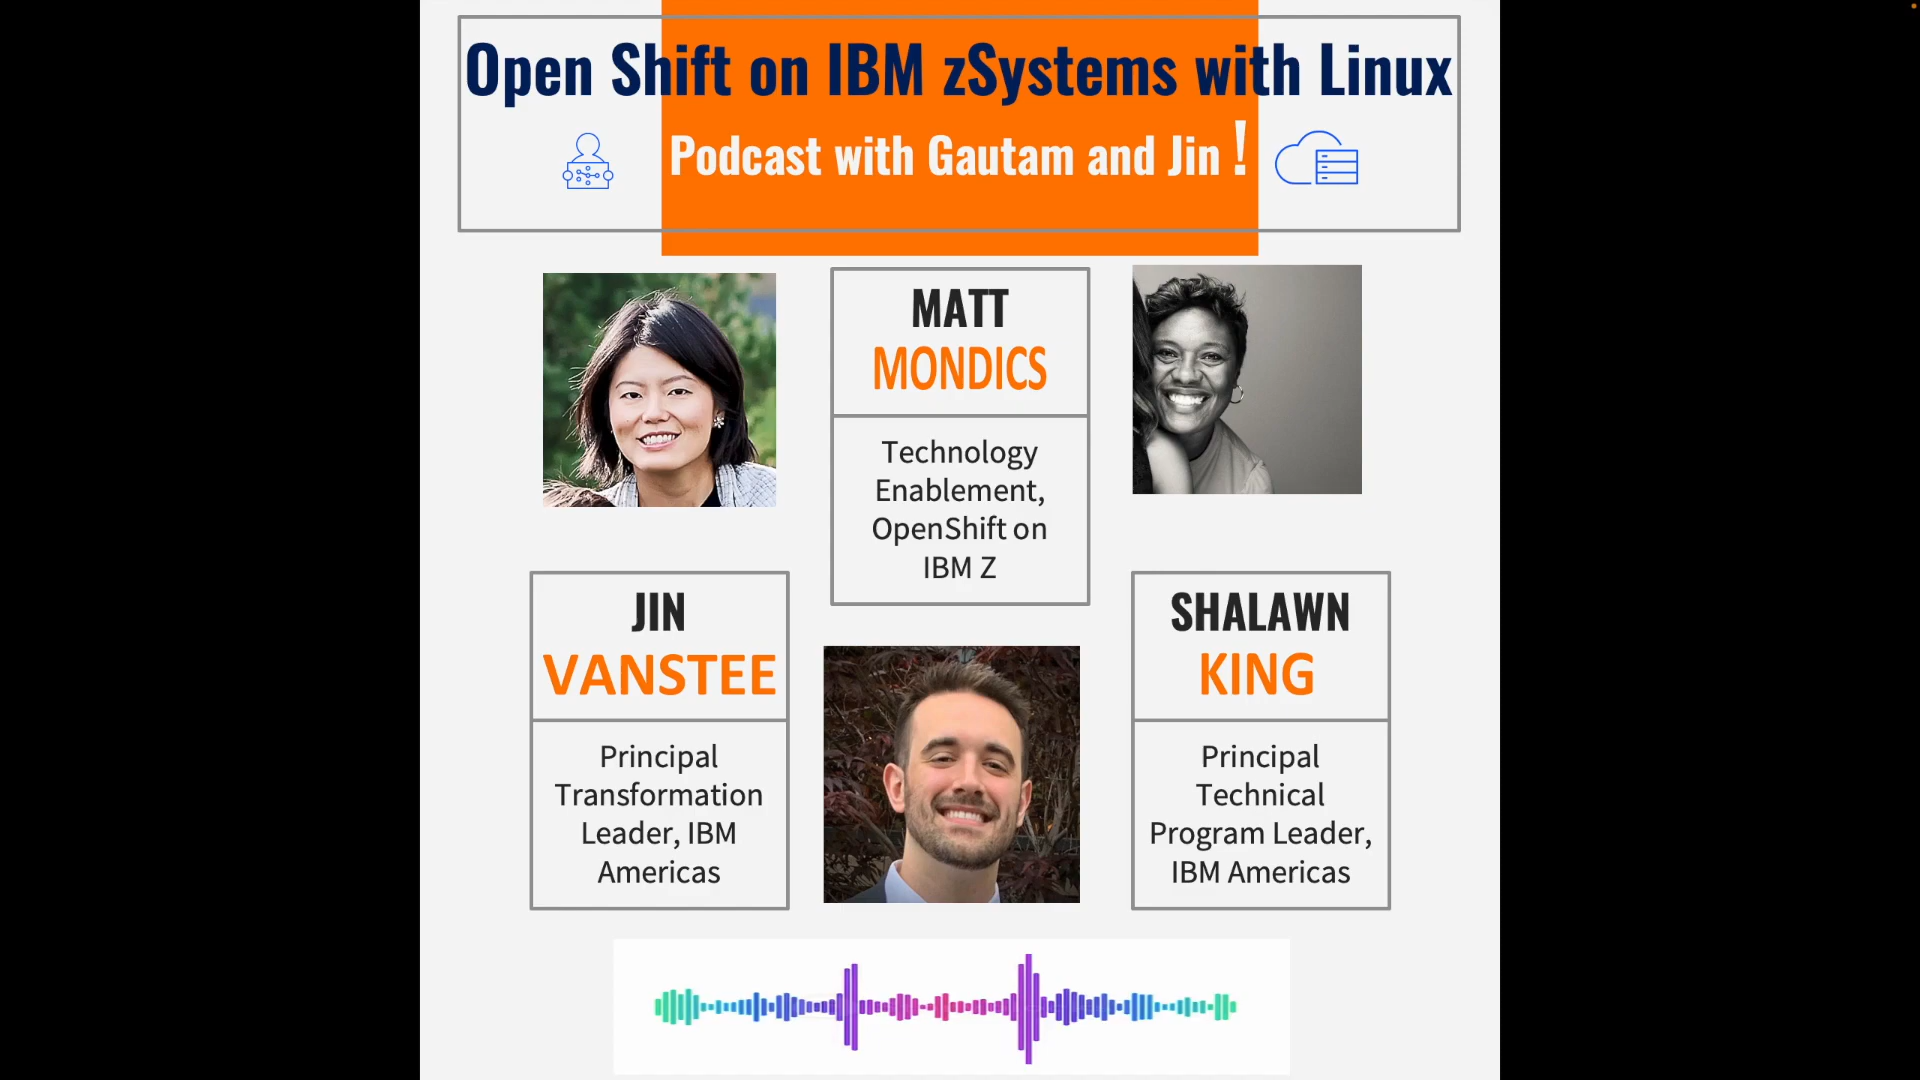 Open Shift on IBM zSystems with Linux
Podcast with Gautam and Jin !
MATT
MONDICS
Technology
Enablement,
OpenShift on
IBM Z
JIN
VANSTEE
Principal
Transformation
Leader, IBM
Americas
SHALAWN
KING
Principal
Technical
Program Leader,
IBM Americas